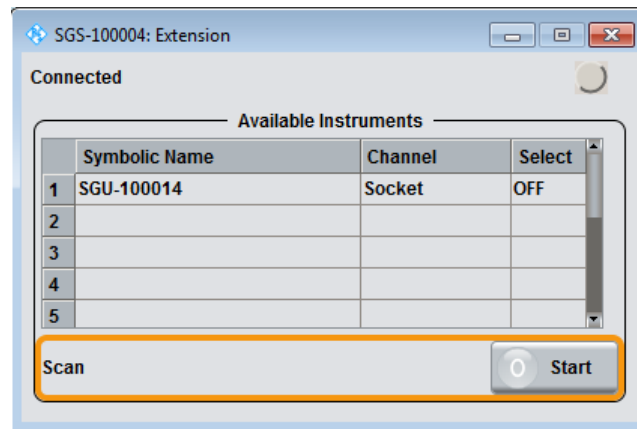 SGS-100004: Extension
Connected
Available Instruments
Symbolic Name Channel Select
1 SGU-100014 Socket OFF
2
3
4
5
Scan Start